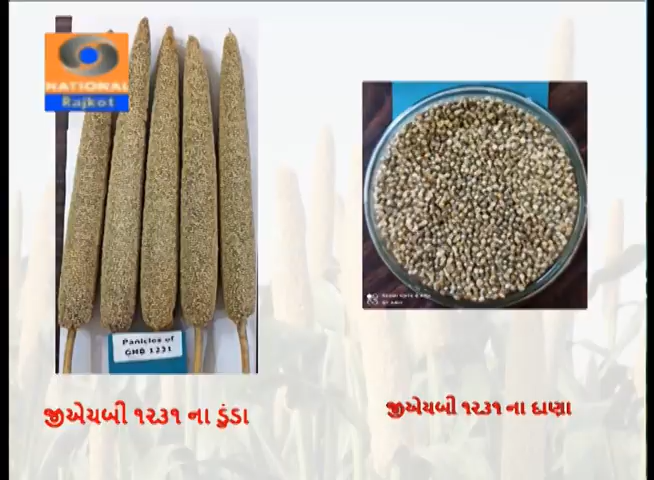 NATIONAL
Rajkot
Panicles of
GHB 1231
જીએચબી ૧૨૩૧ ના ડુંડા
જીએચબી ૧૨૩૧ ના દાણા